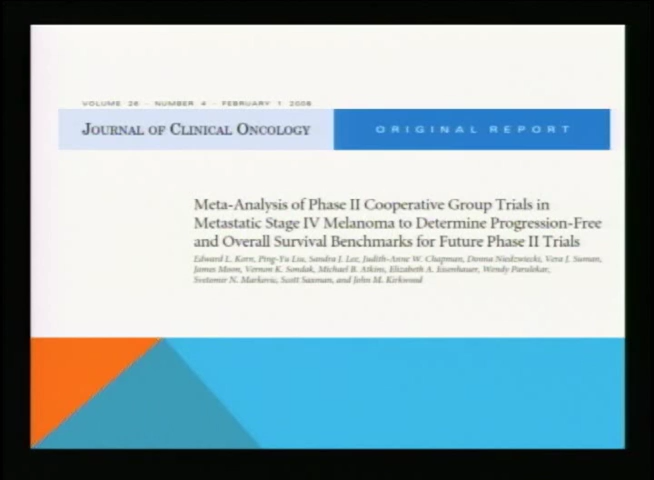 VOLUME 26 · NUMBER 4 · FEBRUARY 1 2008
JOURNAL OF CLINICAL ONCOLOGY
ORIGINAL REPORT
Meta-Analysis of Phase II Cooperative Group Trials in
Metastatic Stage IV Melanoma to Determine Progression-Free
and Overall Survival Benchmarks for Future Phase II Trials
Edward L. Korn, Ping-Yu Liu, Sandra J. Lee, Judith-Anne W. Chapman, Donna Niedzwiecki, Vera J. Suman,
James Moon, Vernon K. Sondak, Michael B. Atkins, Elizabeth A. Eisenhauer, Wendy Parulekar,
Svetomir N. Markovic, Scott Saxman, and John M. Kirkwood